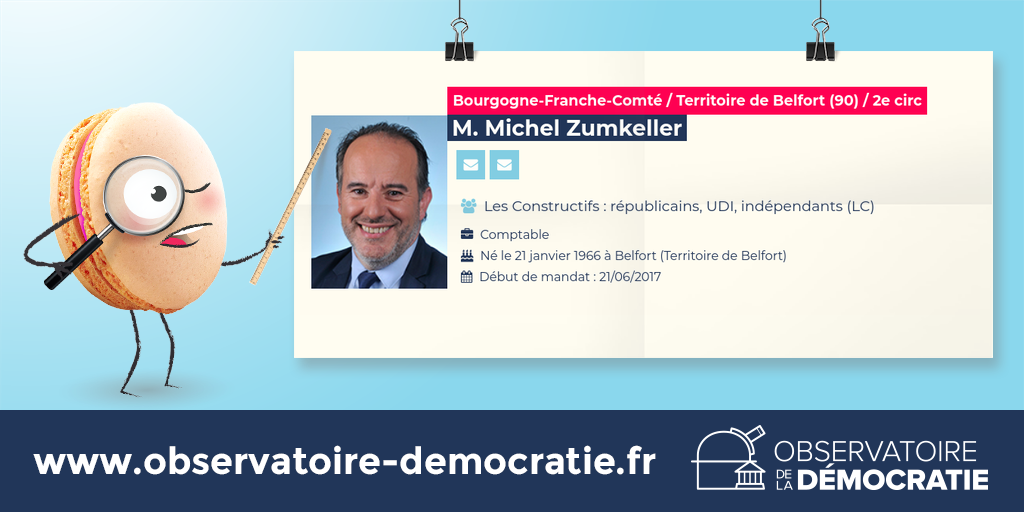 Bourgogne-Franche-Comté / Territoire de Belfort (90) / 2e circ
M. Michel Zumkeller
Les Constructifs : républicains, UDI, indépendants (LC)
Comptable
Né le 21 janvier 1966 à Belfort (Territoire de Belfort)
Début de mandat : 21/06/2017
www.observatoire-democratie.fr
OBSERVATOIRE
DE LA DÉMOCRATIE